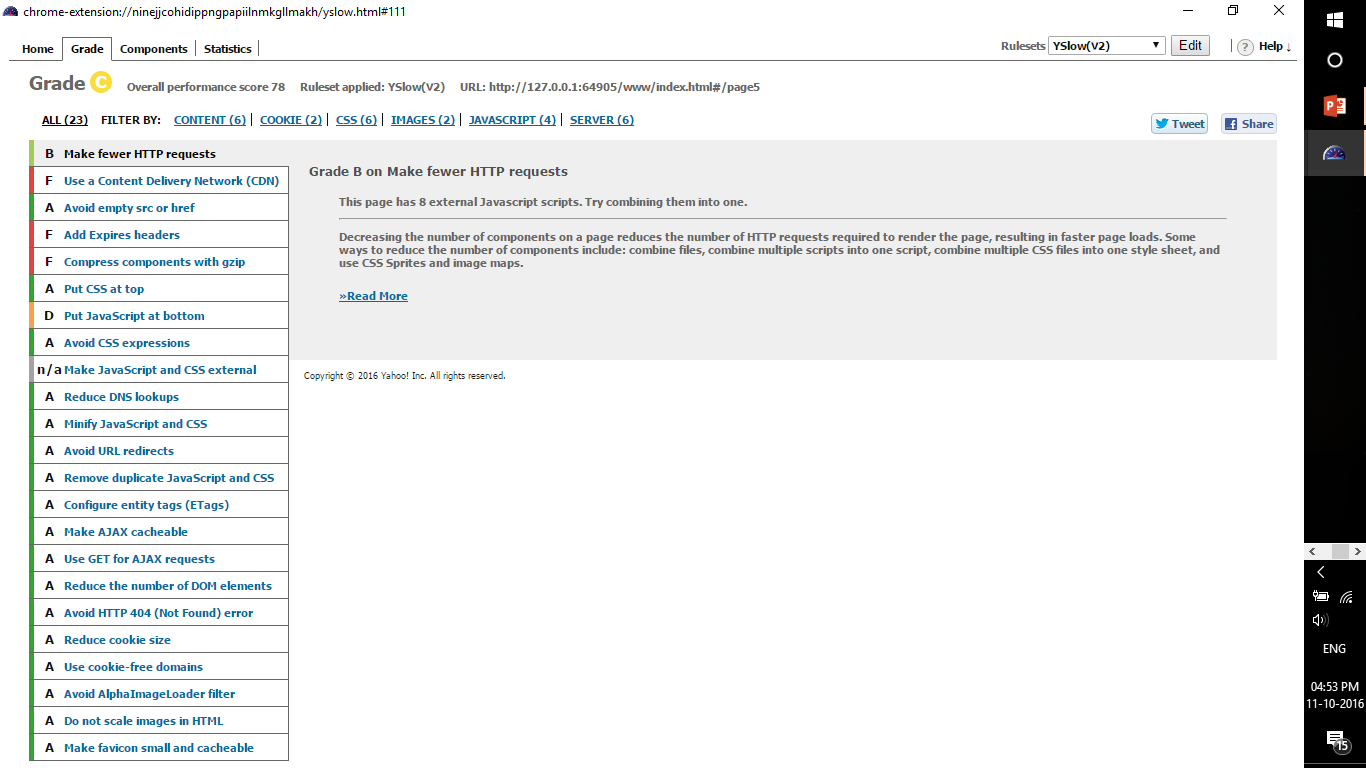 chrome-extension://ninejjcohidippngpapiilnmkgllmakh/yslow.html#111
Home Grade Components Statistics
Rulesets YSlow(V2) Edit ? Help ↓
Grade C Overall performance score 78 Ruleset applied: YSlow(V2) URL: http://127.0.0.1:64905/www/index.html#/page5
ALL (23) FILTER BY: CONTENT (6) COOKIE (2) CSS (6) IMAGES (2) JAVASCRIPT (4) SERVER (6)
Tweet Share
B Make fewer HTTP requests
F Use a Content Delivery Network (CDN)
A Avoid empty src or href
F Add Expires headers
F Compress components with gzip
A Put CSS at top
D Put JavaScript at bottom
A Avoid CSS expressions
n/a Make JavaScript and CSS external
A Reduce DNS lookups
A Minify JavaScript and CSS
A Avoid URL redirects
A Remove duplicate JavaScript and CSS
A Configure entity tags (ETags)
A Make AJAX cacheable
A Use GET for AJAX requests
A Reduce the number of DOM elements
A Avoid HTTP 404 (Not Found) error
A Reduce cookie size
A Use cookie-free domains
A Avoid AlphaImageLoader filter
A Do not scale images in HTML
A Make favicon small and cacheable
Grade B on Make fewer HTTP requests
This page has 8 external Javascript scripts. Try combining them into one.
Decreasing the number of components on a page reduces the number of HTTP requests required to render the page, resulting in faster page loads. Some
ways to reduce the number of components include: combine files, combine multiple scripts into one script, combine multiple CSS files into one style sheet, and
use CSS Sprites and image maps.
»Read More
Copyright © 2016 Yahoo! Inc. All rights reserved.
ENG
04:53 PM
11-10-2016
15